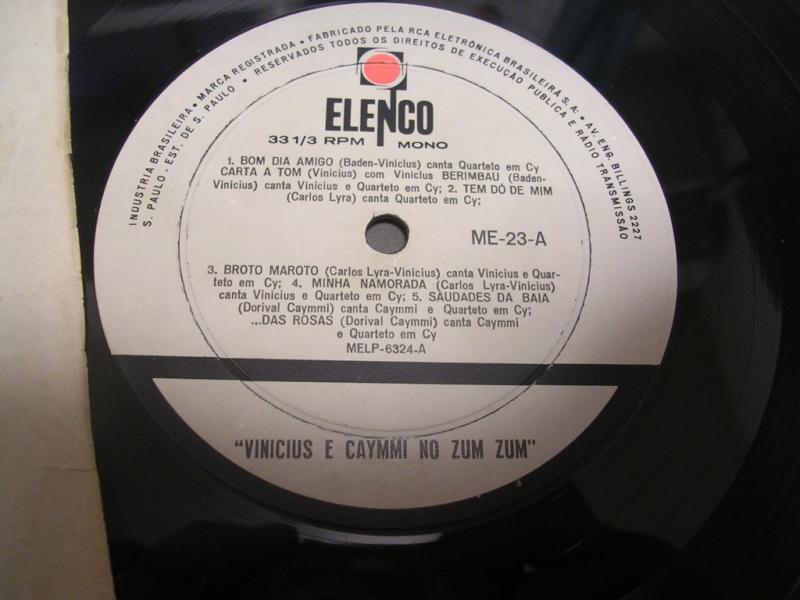 INDUSTRIA BRASILEIRA • MARCA REGISTRADA • FABRICADO PELA RCA ELETRÔNICA BRASILEIRA S.A. • AV. ENG. BILLINGS 2227
S. PAULO - EST. DE S. PAULO • RESERVADOS TODOS OS DIREITOS DE EXECUÇÃO PUBLICA E RÁDIO TRANSMISSÃO
ELENCO
33 1/3 RPM MONO
1. BOM DIA AMIGO (Baden-Vinicius) canta Quarteto em Cy
CARTA A TOM (Vinicius) com Vinicius BERIMBAU (Baden-
Vinicius) canta Vinicius e Quarteto em Cy; 2. TEM DÓ DE MIM
(Carlos Lyra) canta Quarteto em Cy;
ME-23-A
3. BROTO MAROTO (Carlos Lyra-Vinicius) canta Vinicius e Quar-
teto em Cy; 4. MINHA NAMORADA (Carlos Lyra-Vinicius)
canta Vinicius e Quarteto em Cy; 5. SAUDADES DA BAIA
(Dorival Caymmi) canta Caymmi e Quarteto em Cy;
...DAS ROSAS (Dorival Caymmi) canta Caymmi
e Quarteto em Cy
MELP-6324-A
"VINICIUS E CAYMMI NO ZUM ZUM"